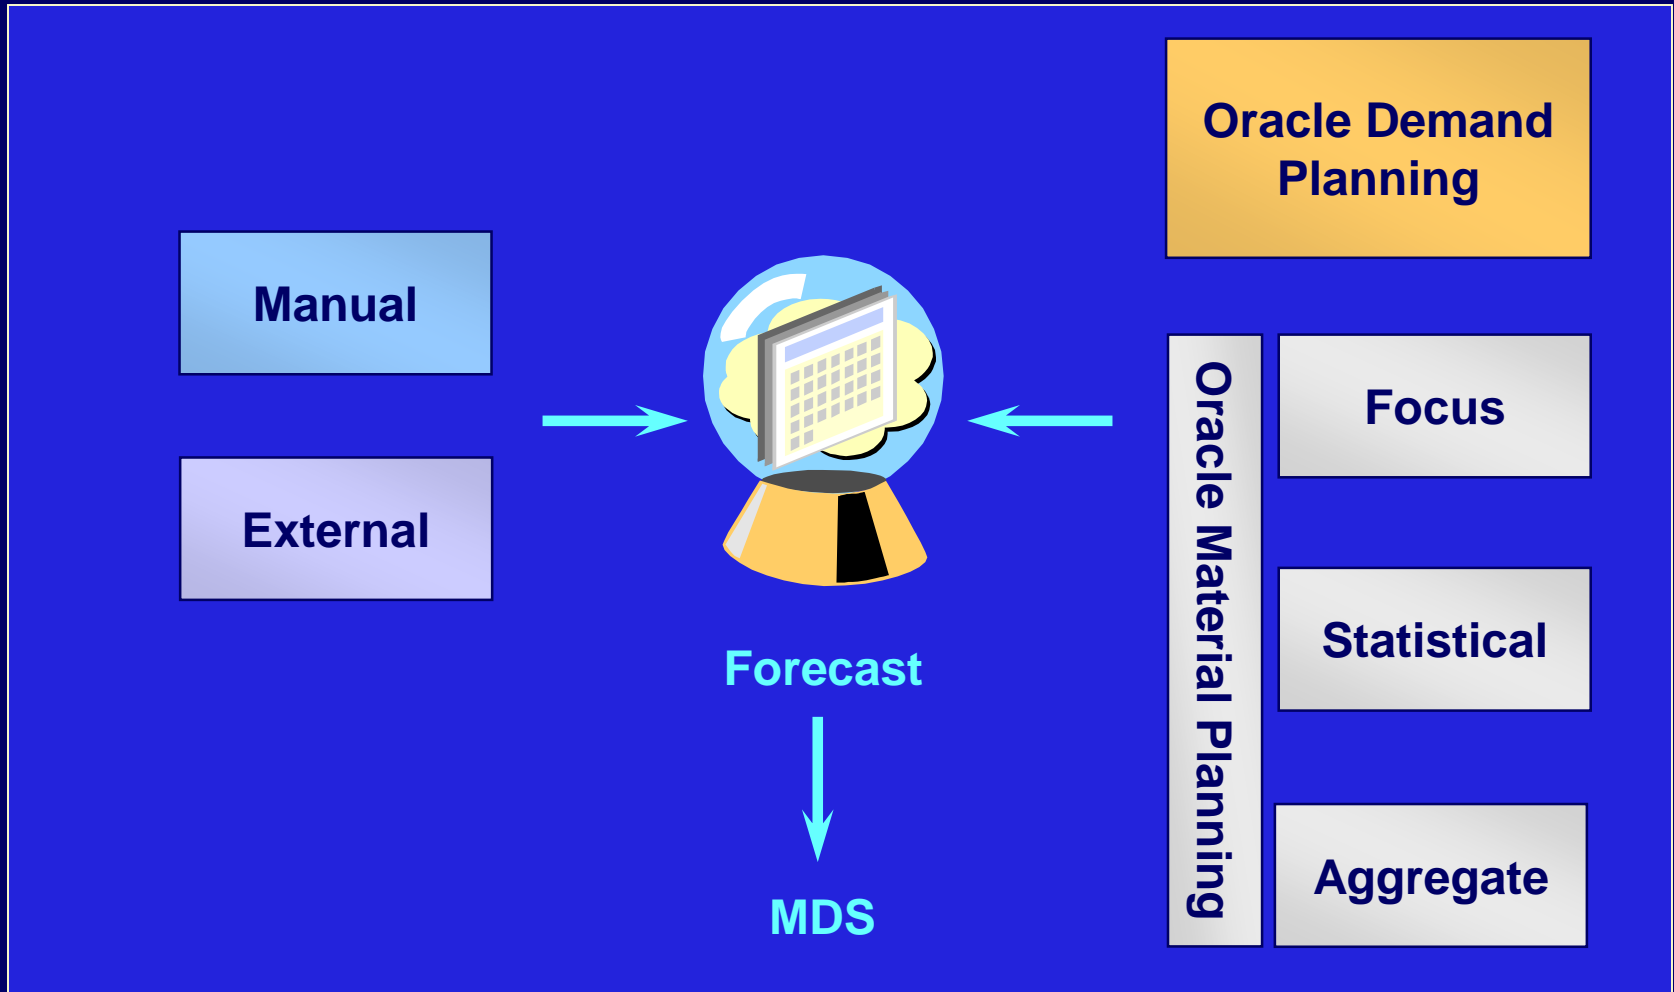 Oracle Demand
Planning
Manual
External
Forecast
MDS
Oracle Material Planning
Focus
Statistical
Aggregate